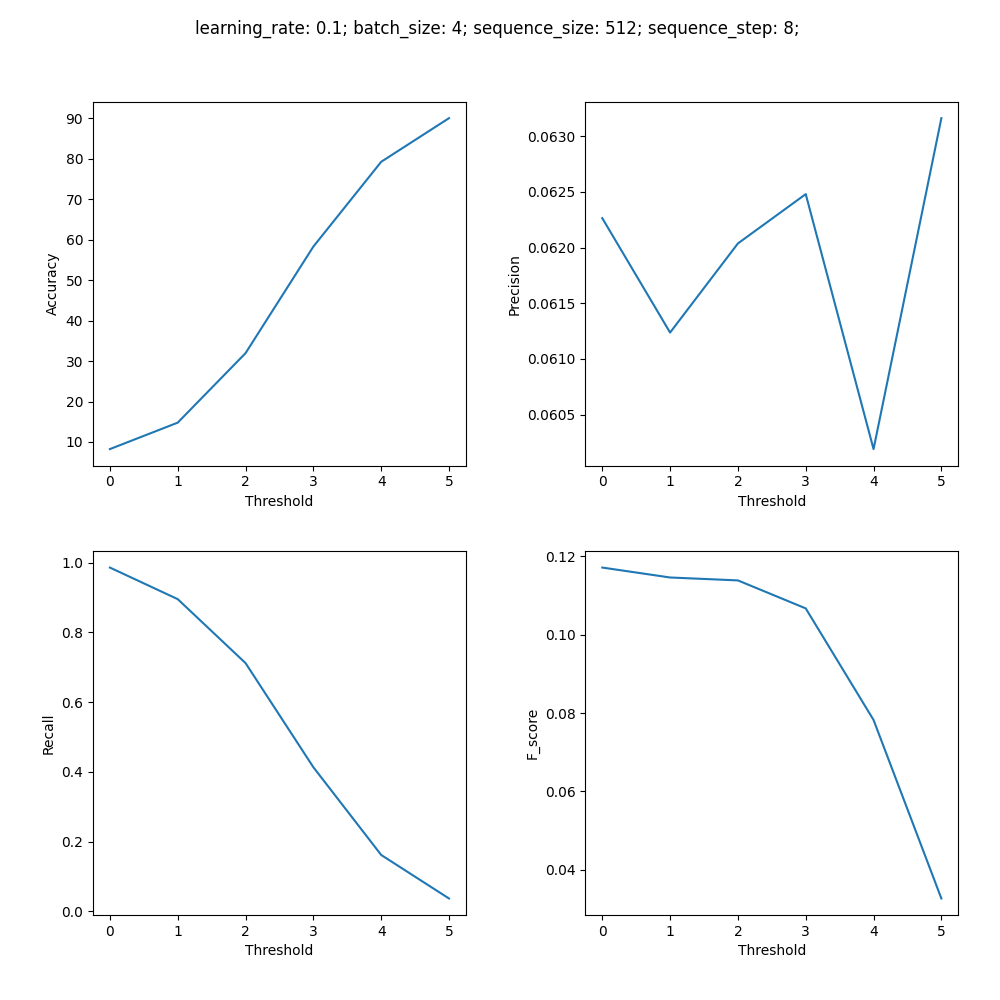 learning_rate: 0.1; batch_size: 4; sequence_size: 512; sequence_step: 8;
90
80
70
60
50
40
30
20
10
Accuracy
0 1 2 3 4 5
Threshold
0.0630
0.0625
0.0620
0.0615
0.0610
0.0605
Precision
0 1 2 3 4 5
Threshold
1.0
0.8
0.6
0.4
0.2
0.0
Recall
0 1 2 3 4 5
Threshold
0.12
0.10
0.08
0.06
0.04
F_score
0 1 2 3 4 5
Threshold